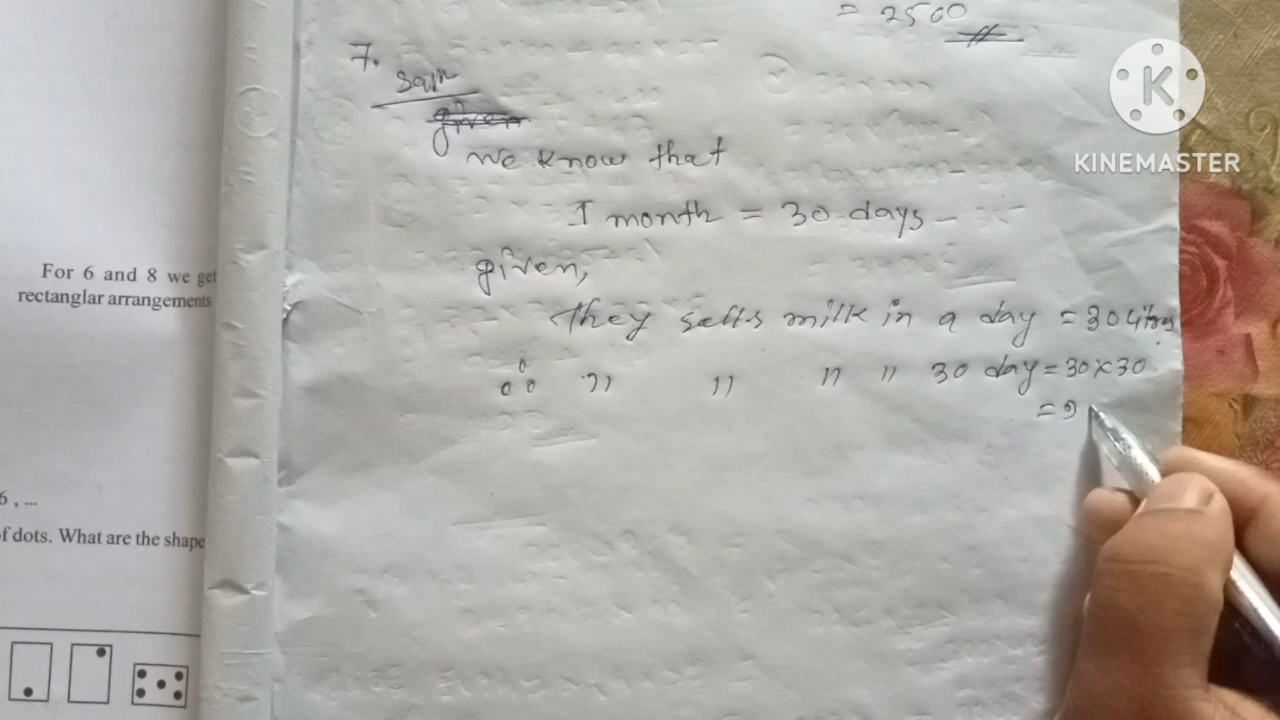 = 2500
7.
given
we know that
1 month = 30 days
given,
They sells milk in a day = 30 litrs
∴ ,, ,, ,, ,, 30 day = 30 × 30
= 9
KINEMASTER
For 6 and 8 we get
rectanglar arrangements
6 , ...
of dots. What are the shape